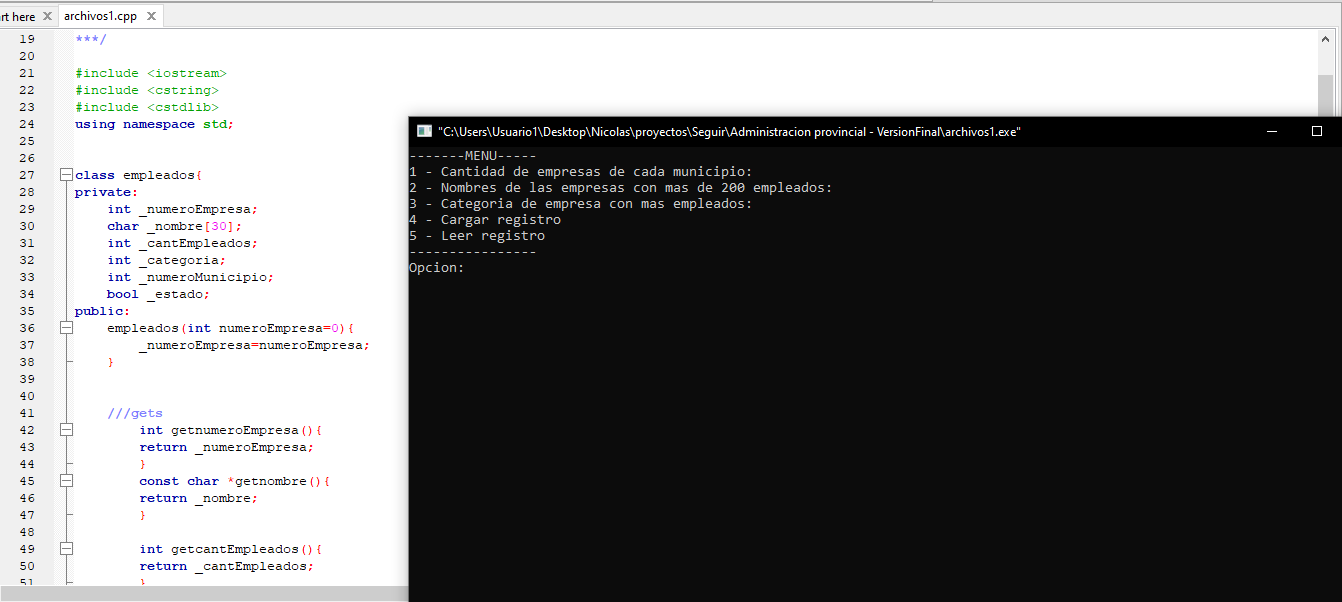 rt here
archivos1.cpp
19 ***/
20
21 #include <iostream>
22 #include <cstring>
23 #include <cstdlib>
24 using namespace std;
25
26
27 class empleados{
28 private:
29 int _numeroEmpresa;
30 char _nombre[30];
31 int _cantEmpleados;
32 int _categoria;
33 int _numeroMunicipio;
34 bool _estado;
35 public:
36 empleados(int numeroEmpresa=0){
37 _numeroEmpresa=numeroEmpresa;
38 }
39
40
41 ///gets
42 int getnumeroEmpresa(){
43 return _numeroEmpresa;
44 }
45 const char *getnombre(){
46 return _nombre;
47 }
48
49 int getcantEmpleados(){
50 return _cantEmpleados;
51 }
"C:\Users\Usuario1\Desktop\Nicolas\proyectos\Seguir\Administracion provincial - VersionFinal\archivos1.exe"
-------MENU-----
1 - Cantidad de empresas de cada municipio:
2 - Nombres de las empresas con mas de 200 empleados:
3 - Categoria de empresa con mas empleados:
4 - Cargar registro
5 - Leer registro
----------------
Opcion: